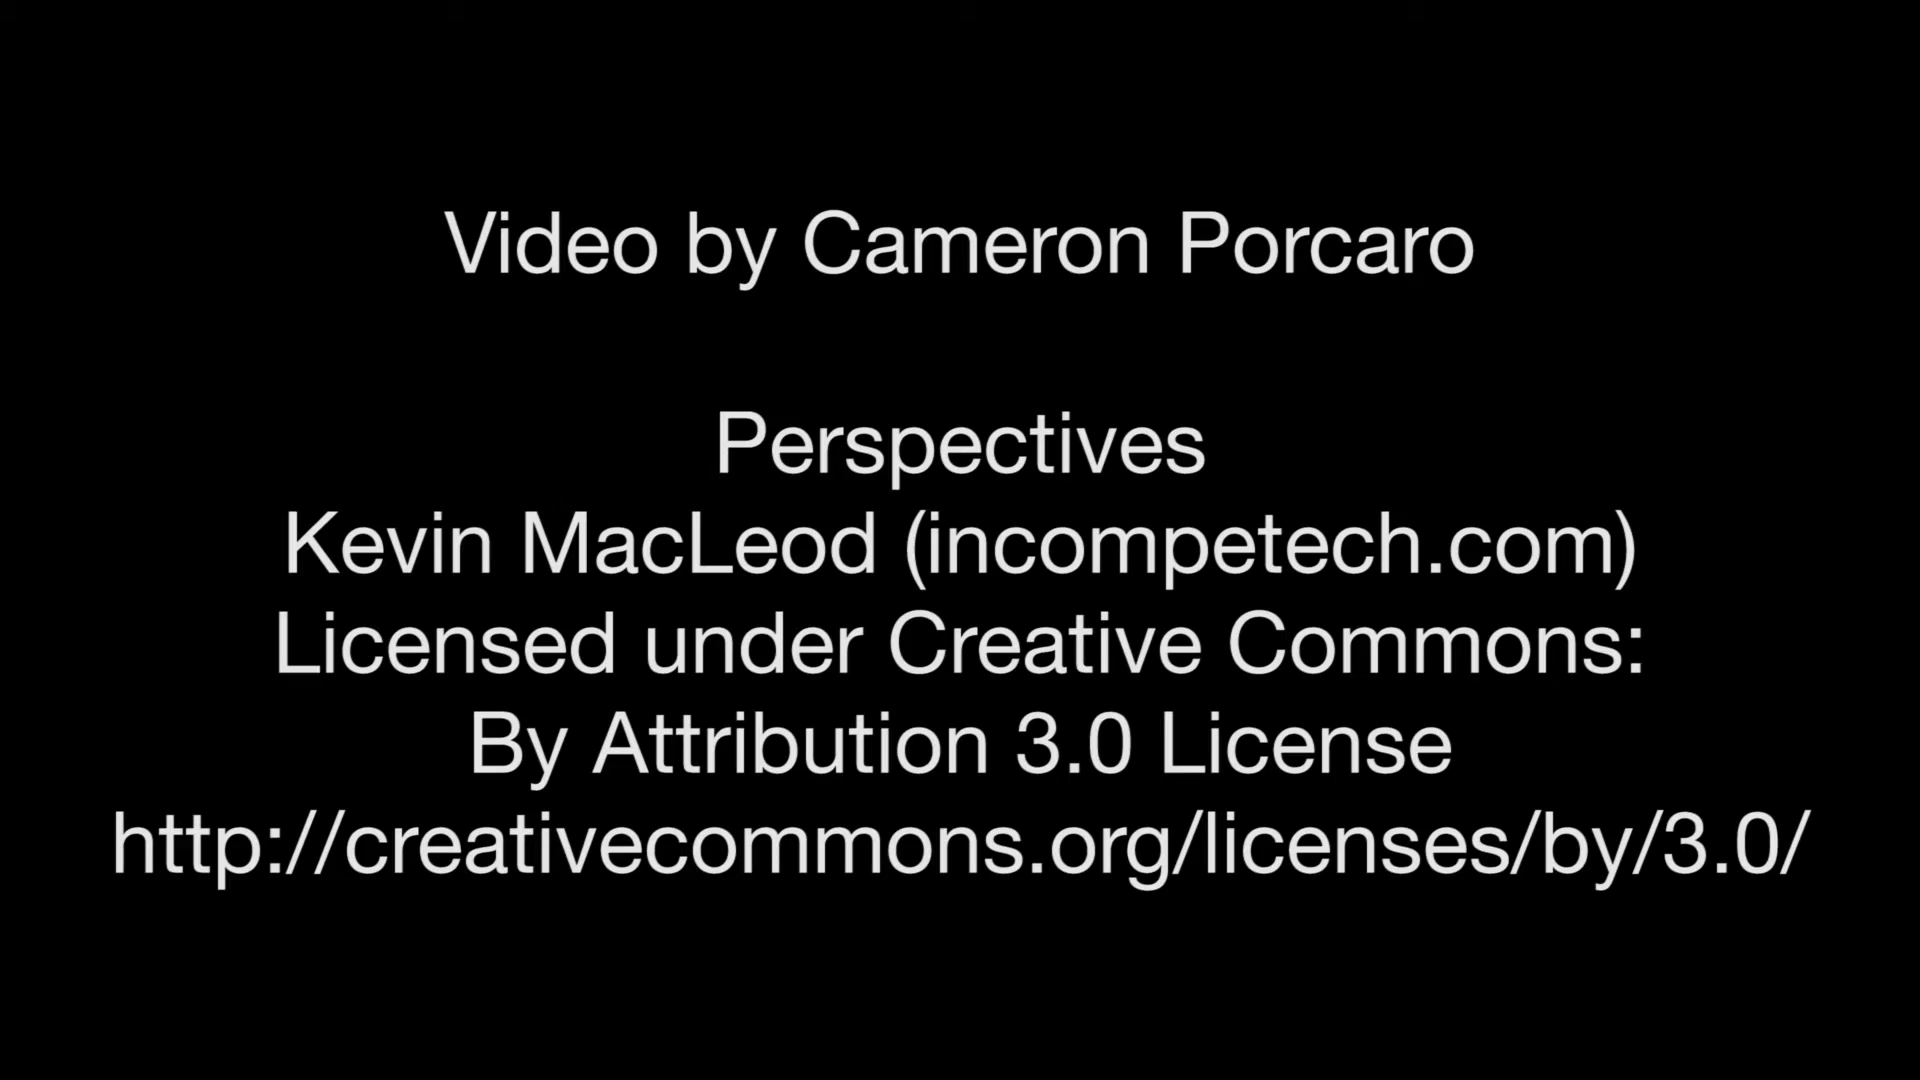 Video by Cameron Porcaro
Perspectives
Kevin MacLeod (incompetech.com)
Licensed under Creative Commons:
By Attribution 3.0 License
http://creativecommons.org/licenses/by/3.0/